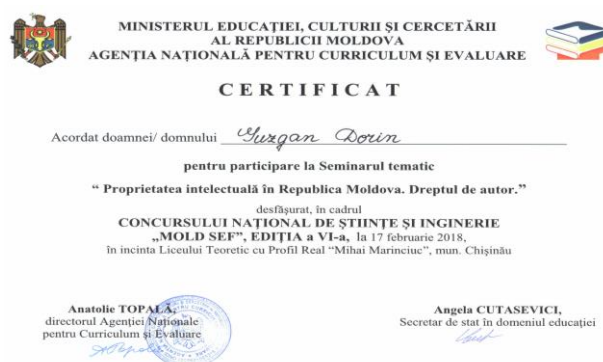 MINISTERUL EDUCAȚIEI, CULTURII ȘI CERCETĂRII
AL REPUBLICII MOLDOVA
AGENȚIA NAȚIONALĂ PENTRU CURRICULUM ȘI EVALUARE
CERTIFICAT
Acordat doamnei/ domnului Guzgan Dorin
pentru participare la Seminarul tematic
“ Proprietatea intelectuală în Republica Moldova. Dreptul de autor.”
desfășurat, în cadrul
CONCURSULUI NAȚIONAL DE ȘTIINȚE ȘI INGINERIE
„MOLD SEF”, EDIȚIA a VI-a, la 17 februarie 2018,
în incinta Liceului Teoretic cu Profil Real “Mihai Marinciuc”, mun. Chișinău
Anatolie TOPALĂ,
directorul Agenției Naționale
pentru Curriculum și Evaluare
Angela CUTASEVICI,
Secretar de stat în domeniul educației